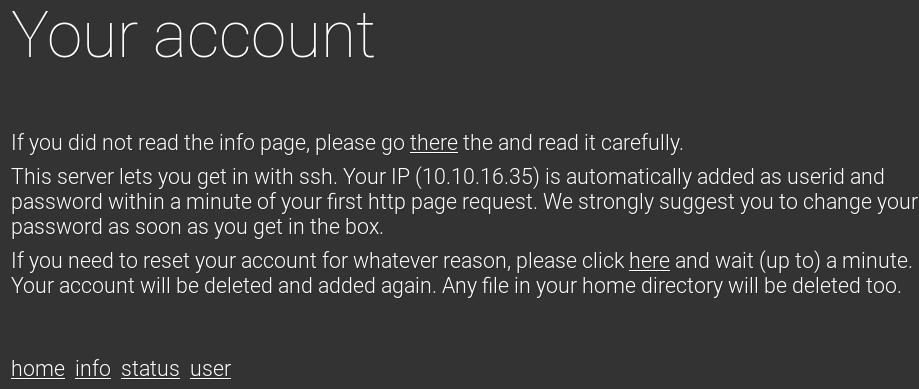 Your account
If you did not read the info page, please go there the and read it carefully.
This server lets you get in with ssh. Your IP (10.10.16.35) is automatically added as userid and
password within a minute of your first http page request. We strongly suggest you to change your
password as soon as you get in the box.
If you need to reset your account for whatever reason, please click here and wait (up to) a minute.
Your account will be deleted and added again. Any file in your home directory will be deleted too.
home info status user